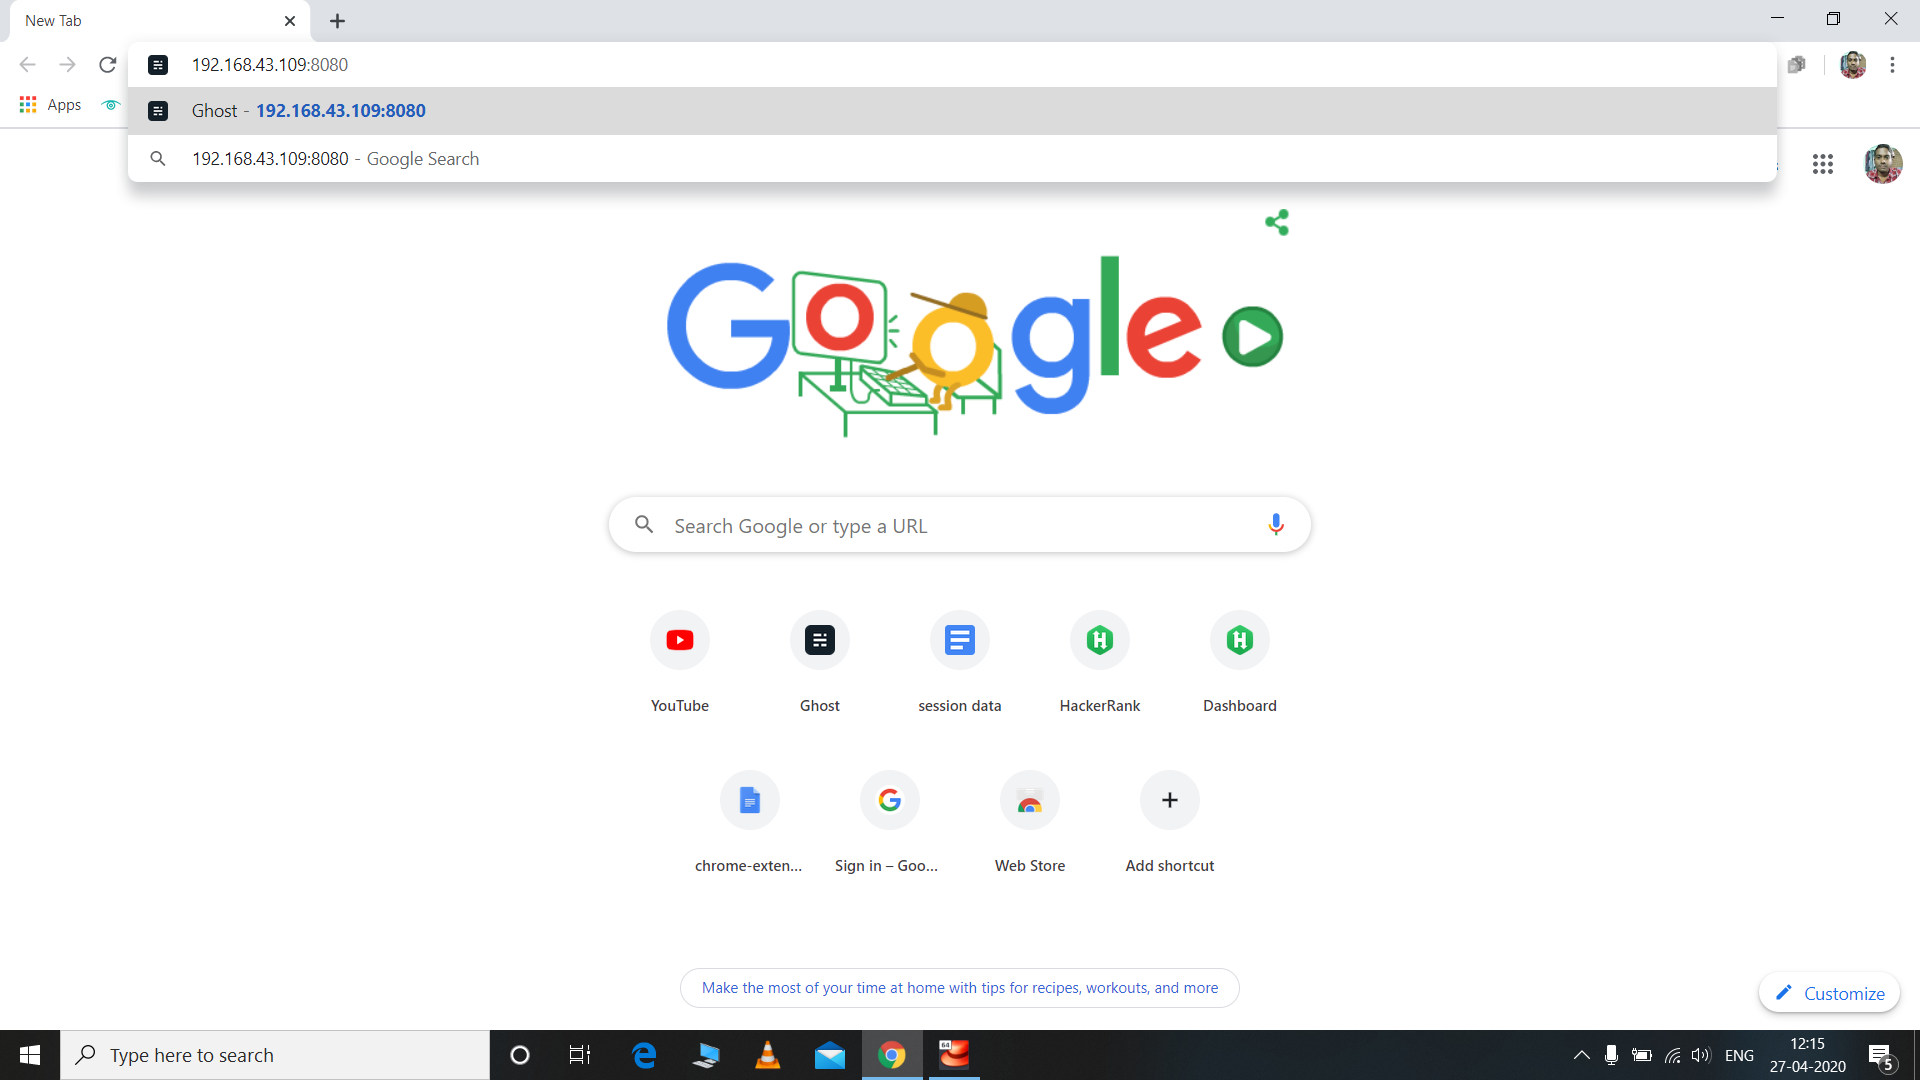 New Tab
192.168.43.109:8080
Apps
Ghost - 192.168.43.109:8080
192.168.43.109:8080 - Google Search
Google
Search Google or type a URL
YouTube
Ghost
session data
HackerRank
Dashboard
chrome-exten...
Sign in – Goo...
Web Store
Add shortcut
Make the most of your time at home with tips for recipes, workouts, and more
Customize
Type here to search
64
ENG
12:15
27-04-2020
5